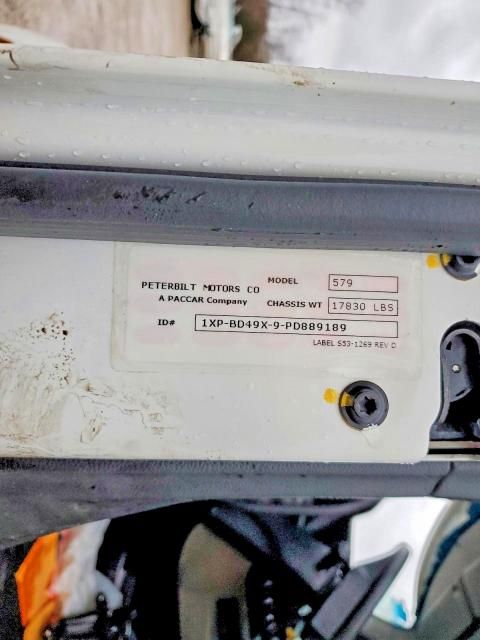 PETERBILT MOTORS CO
A PACCAR Company
MODEL 579
CHASSIS WT 17830 LBS
ID# 1XP-BD49X-9-PD889189
LABEL S53-1269 REV D